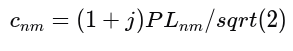 c_{nm} = (1 + j)PL_{nm}/sqrt(2)